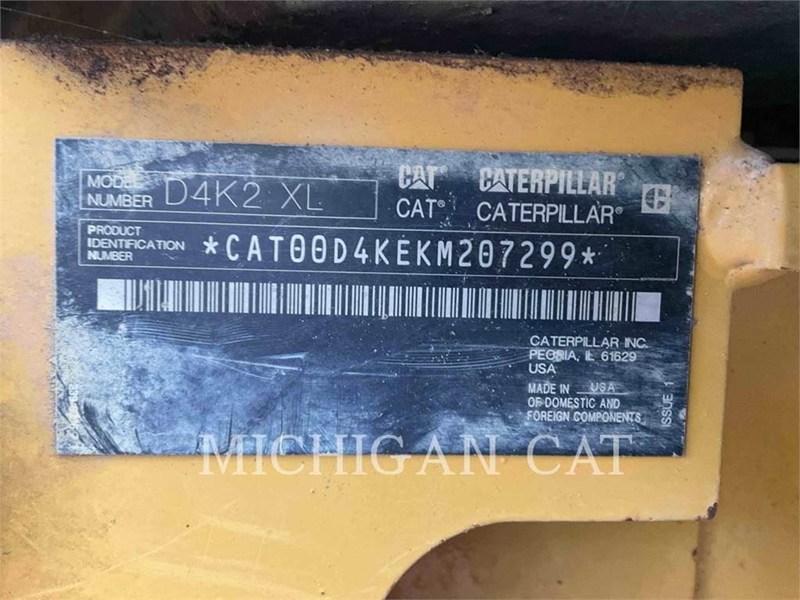 MODEL NUMBER D4K2 XL
CAT CATERPILLAR
CAT® CATERPILLAR®
PRODUCT
IDENTIFICATION
NUMBER
*CAT00D4KEKM207299*
CATERPILLAR INC.
PEORIA, IL 61629
USA
MADE IN USA
OF DOMESTIC AND
FOREIGN COMPONENTS
ISSUE 1
MICHIGAN CAT